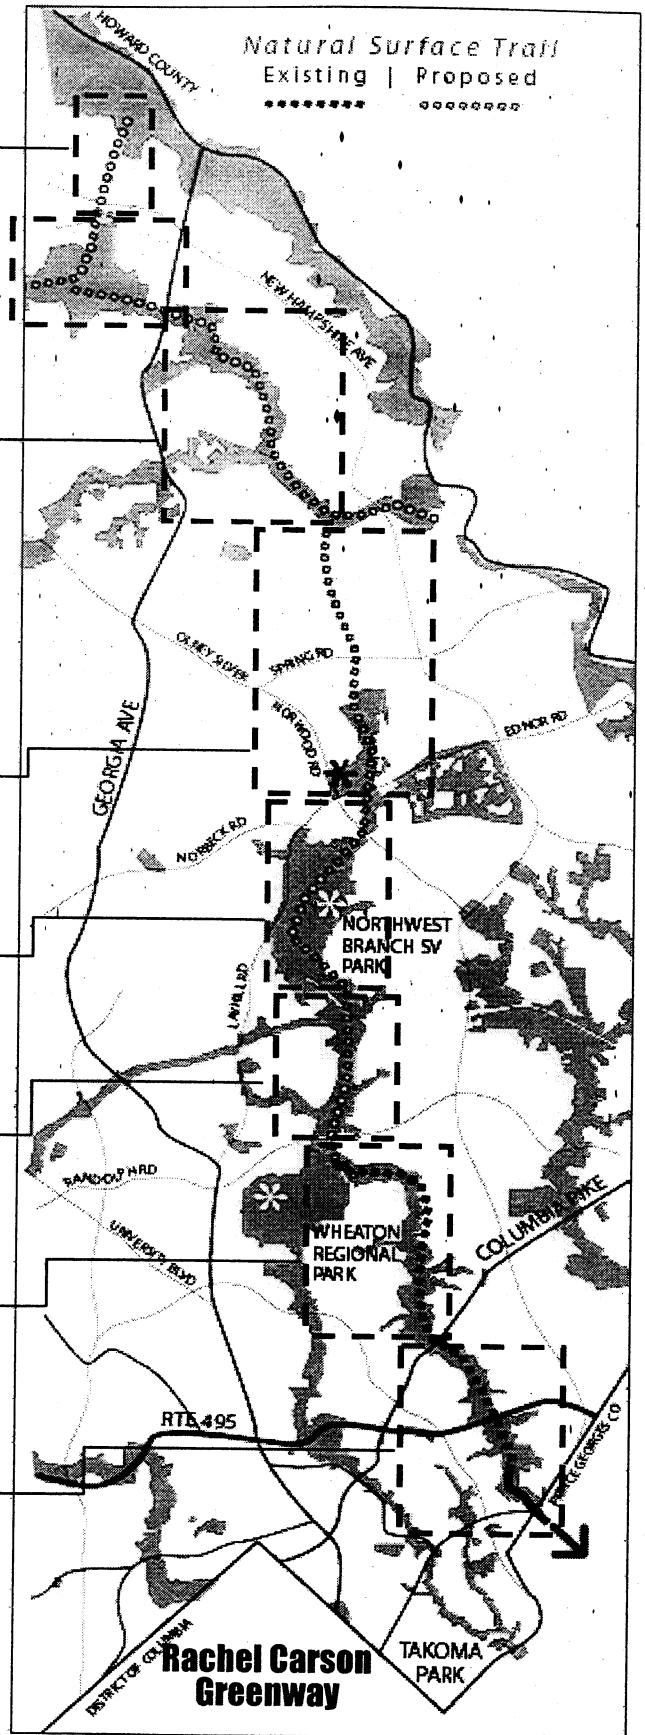 HOWARD COUNTY
Natural Surface Trail
Existing | Proposed
NEW HAMPSHIRE AVE
OLNEY SILVER
SPRING RD
NORWOOD RD
EDNOR RD
GEORGIA AVE
NORBECK RD
NORTHWEST
BRANCH SV
PARK
LAYHILL RD
RANDOLPH RD
WHEATON
REGIONAL
PARK
UNIVERSITY BLVD
COLUMBIA PIKE
RTE 495
PRINCE GEORGES CO
DISTRICT OF COLUMBIA
Rachel Carson
Greenway
TAKOMA
PARK